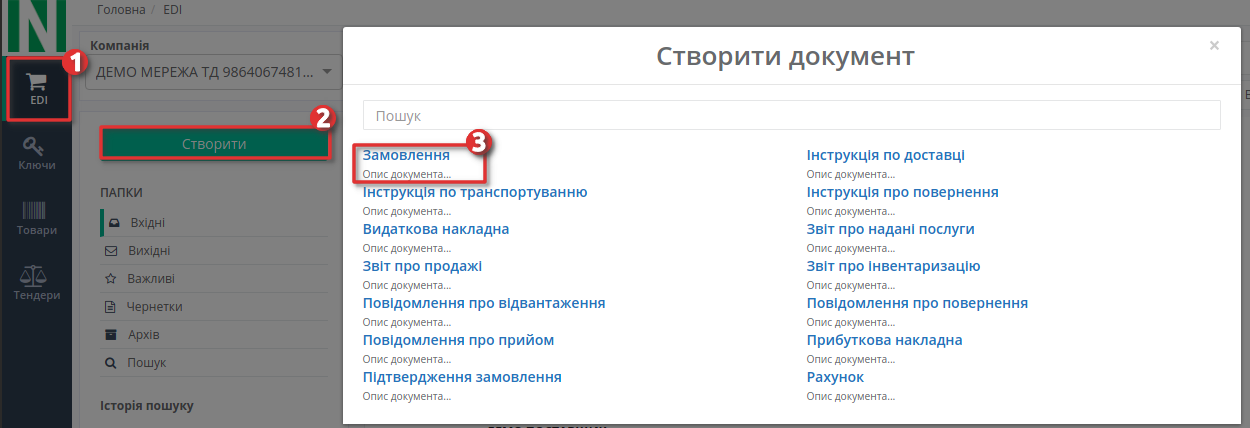 Головна / EDI
Компанія
ДЕМО МЕРЕЖА ТД 9864067481...
1
EDI
2
Створити
Ключи
Товари
Тендери
ПАПКИ
Вхідні
Вихідні
Важливі
Чернетки
Архів
Пошук
Історія пошуку
Створити документ
×
Пошук
3
Замовлення
Опис документа...
Інструкція по доставці
Опис документа...
Інструкція по транспортуванню
Опис документа...
Інструкція про повернення
Опис документа...
Видаткова накладна
Опис документа...
Звіт про надані послуги
Опис документа...
Звіт про продажі
Опис документа...
Звіт про інвентаризацію
Опис документа...
Повідомлення про відвантаження
Опис документа...
Повідомлення про повернення
Опис документа...
Повідомлення про прийом
Опис документа...
Прибуткова накладна
Опис документа...
Підтвердження замовлення
Опис документа...
Рахунок
Опис документа...